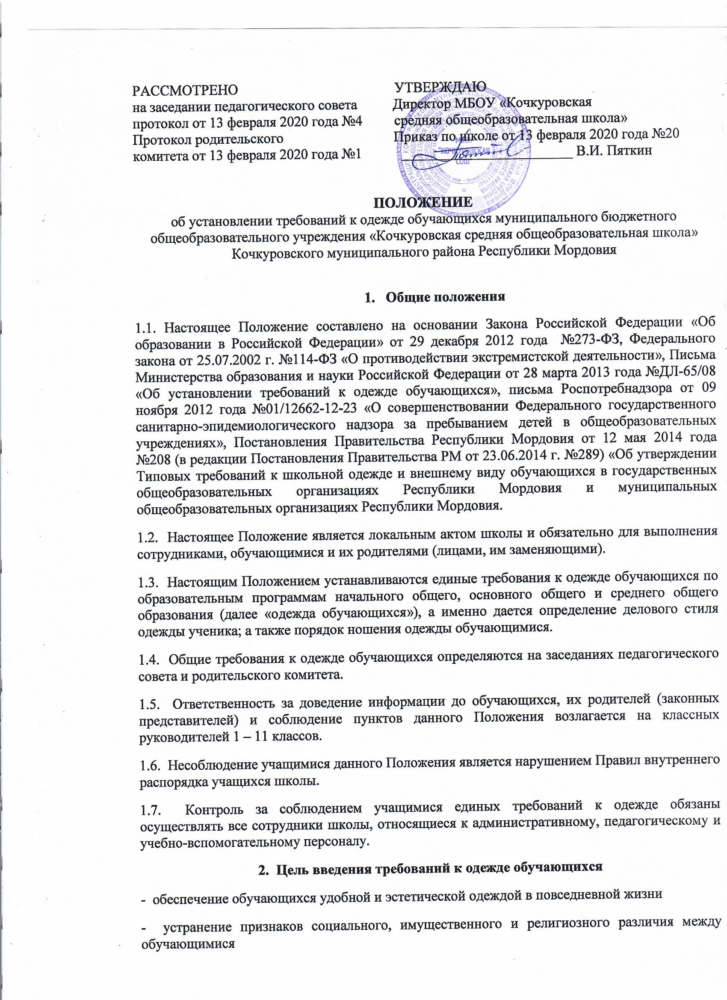 РАССМОТРЕНО
на заседании педагогического совета
протокол от 13 февраля 2020 года №4
Протокол родительского
комитета от 13 февраля 2020 года №1
УТВЕРЖДАЮ
Директор МБОУ «Кочкуровская
средняя общеобразовательная школа»
Приказ по школе от 13 февраля 2020 года №20
В.И. Пяткин
МБОУ
"КОЧКУРОВСКАЯ
СОШ"
ПОЛОЖЕНИЕ
об установлении требований к одежде обучающихся муниципального бюджетного
общеобразовательного учреждения «Кочкуровская средняя общеобразовательная школа»
Кочкуровского муниципального района Республики Мордовия
1. Общие положения
1.1. Настоящее Положение составлено на основании Закона Российской Федерации «Об
образовании в Российской Федерации» от 29 декабря 2012 года №273-ФЗ, Федерального
закона от 25.07.2002 г. №114-ФЗ «О противодействии экстремистской деятельности», Письма
Министерства образования и науки Российской Федерации от 28 марта 2013 года №ДЛ-65/08
«Об установлении требований к одежде обучающихся», письма Роспотребнадзора от 09
ноября 2012 года №01/12662-12-23 «О совершенствовании Федерального государственного
санитарно-эпидемиологического надзора за пребыванием детей в общеобразовательных
учреждениях», Постановления Правительства Республики Мордовия от 12 мая 2014 года
№208 (в редакции Постановления Правительства РМ от 23.06.2014 г. №289) «Об утверждении
Типовых требований к школьной одежде и внешнему виду обучающихся в государственных
общеобразовательных организациях Республики Мордовия и муниципальных
общеобразовательных организациях Республики Мордовия.
1.2. Настоящее Положение является локальным актом школы и обязательно для выполнения
сотрудниками, обучающимися и их родителями (лицами, им заменяющими).
1.3. Настоящим Положением устанавливаются единые требования к одежде обучающихся по
образовательным программам начального общего, основного общего и среднего общего
образования (далее «одежда обучающихся»), а именно дается определение делового стиля
одежды ученика; а также порядок ношения одежды обучающимися.
1.4. Общие требования к одежде обучающихся определяются на заседаниях педагогического
совета и родительского комитета.
1.5. Ответственность за доведение информации до обучающихся, их родителей (законных
представителей) и соблюдение пунктов данного Положения возлагается на классных
руководителей 1 – 11 классов.
1.6. Несоблюдение учащимися данного Положения является нарушением Правил внутреннего
распорядка учащихся школы.
1.7. Контроль за соблюдением учащимися единых требований к одежде обязаны
осуществлять все сотрудники школы, относящиеся к административному, педагогическому и
учебно-вспомогательному персоналу.
2. Цель введения требований к одежде обучающихся
- обеспечение обучающихся удобной и эстетической одеждой в повседневной жизни
- устранение признаков социального, имущественного и религиозного различия между
обучающимися